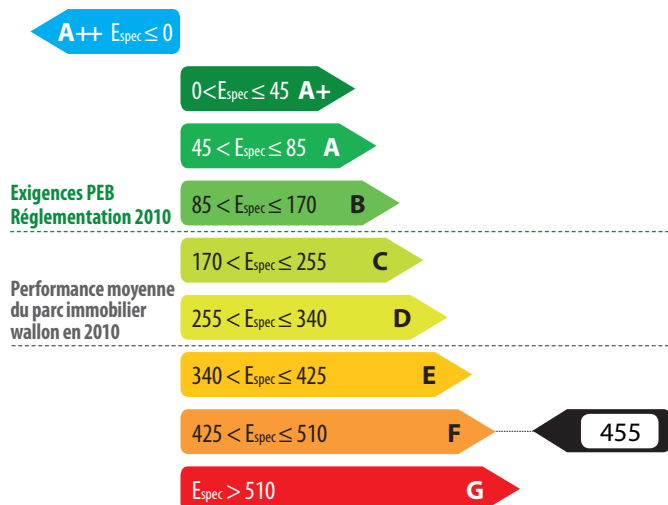 A++ Espec ≤ 0
0<Espec ≤ 45 A+
45 < Espec ≤ 85 A
Exigences PEB
Réglementation 2010
85 < Espec ≤ 170 B
170 < Espec ≤ 255 C
Performance moyenne
du parc immobilier
wallon en 2010
255 < Espec ≤ 340 D
340 < Espec ≤ 425 E
425 < Espec ≤ 510 F 455
Espec > 510 G